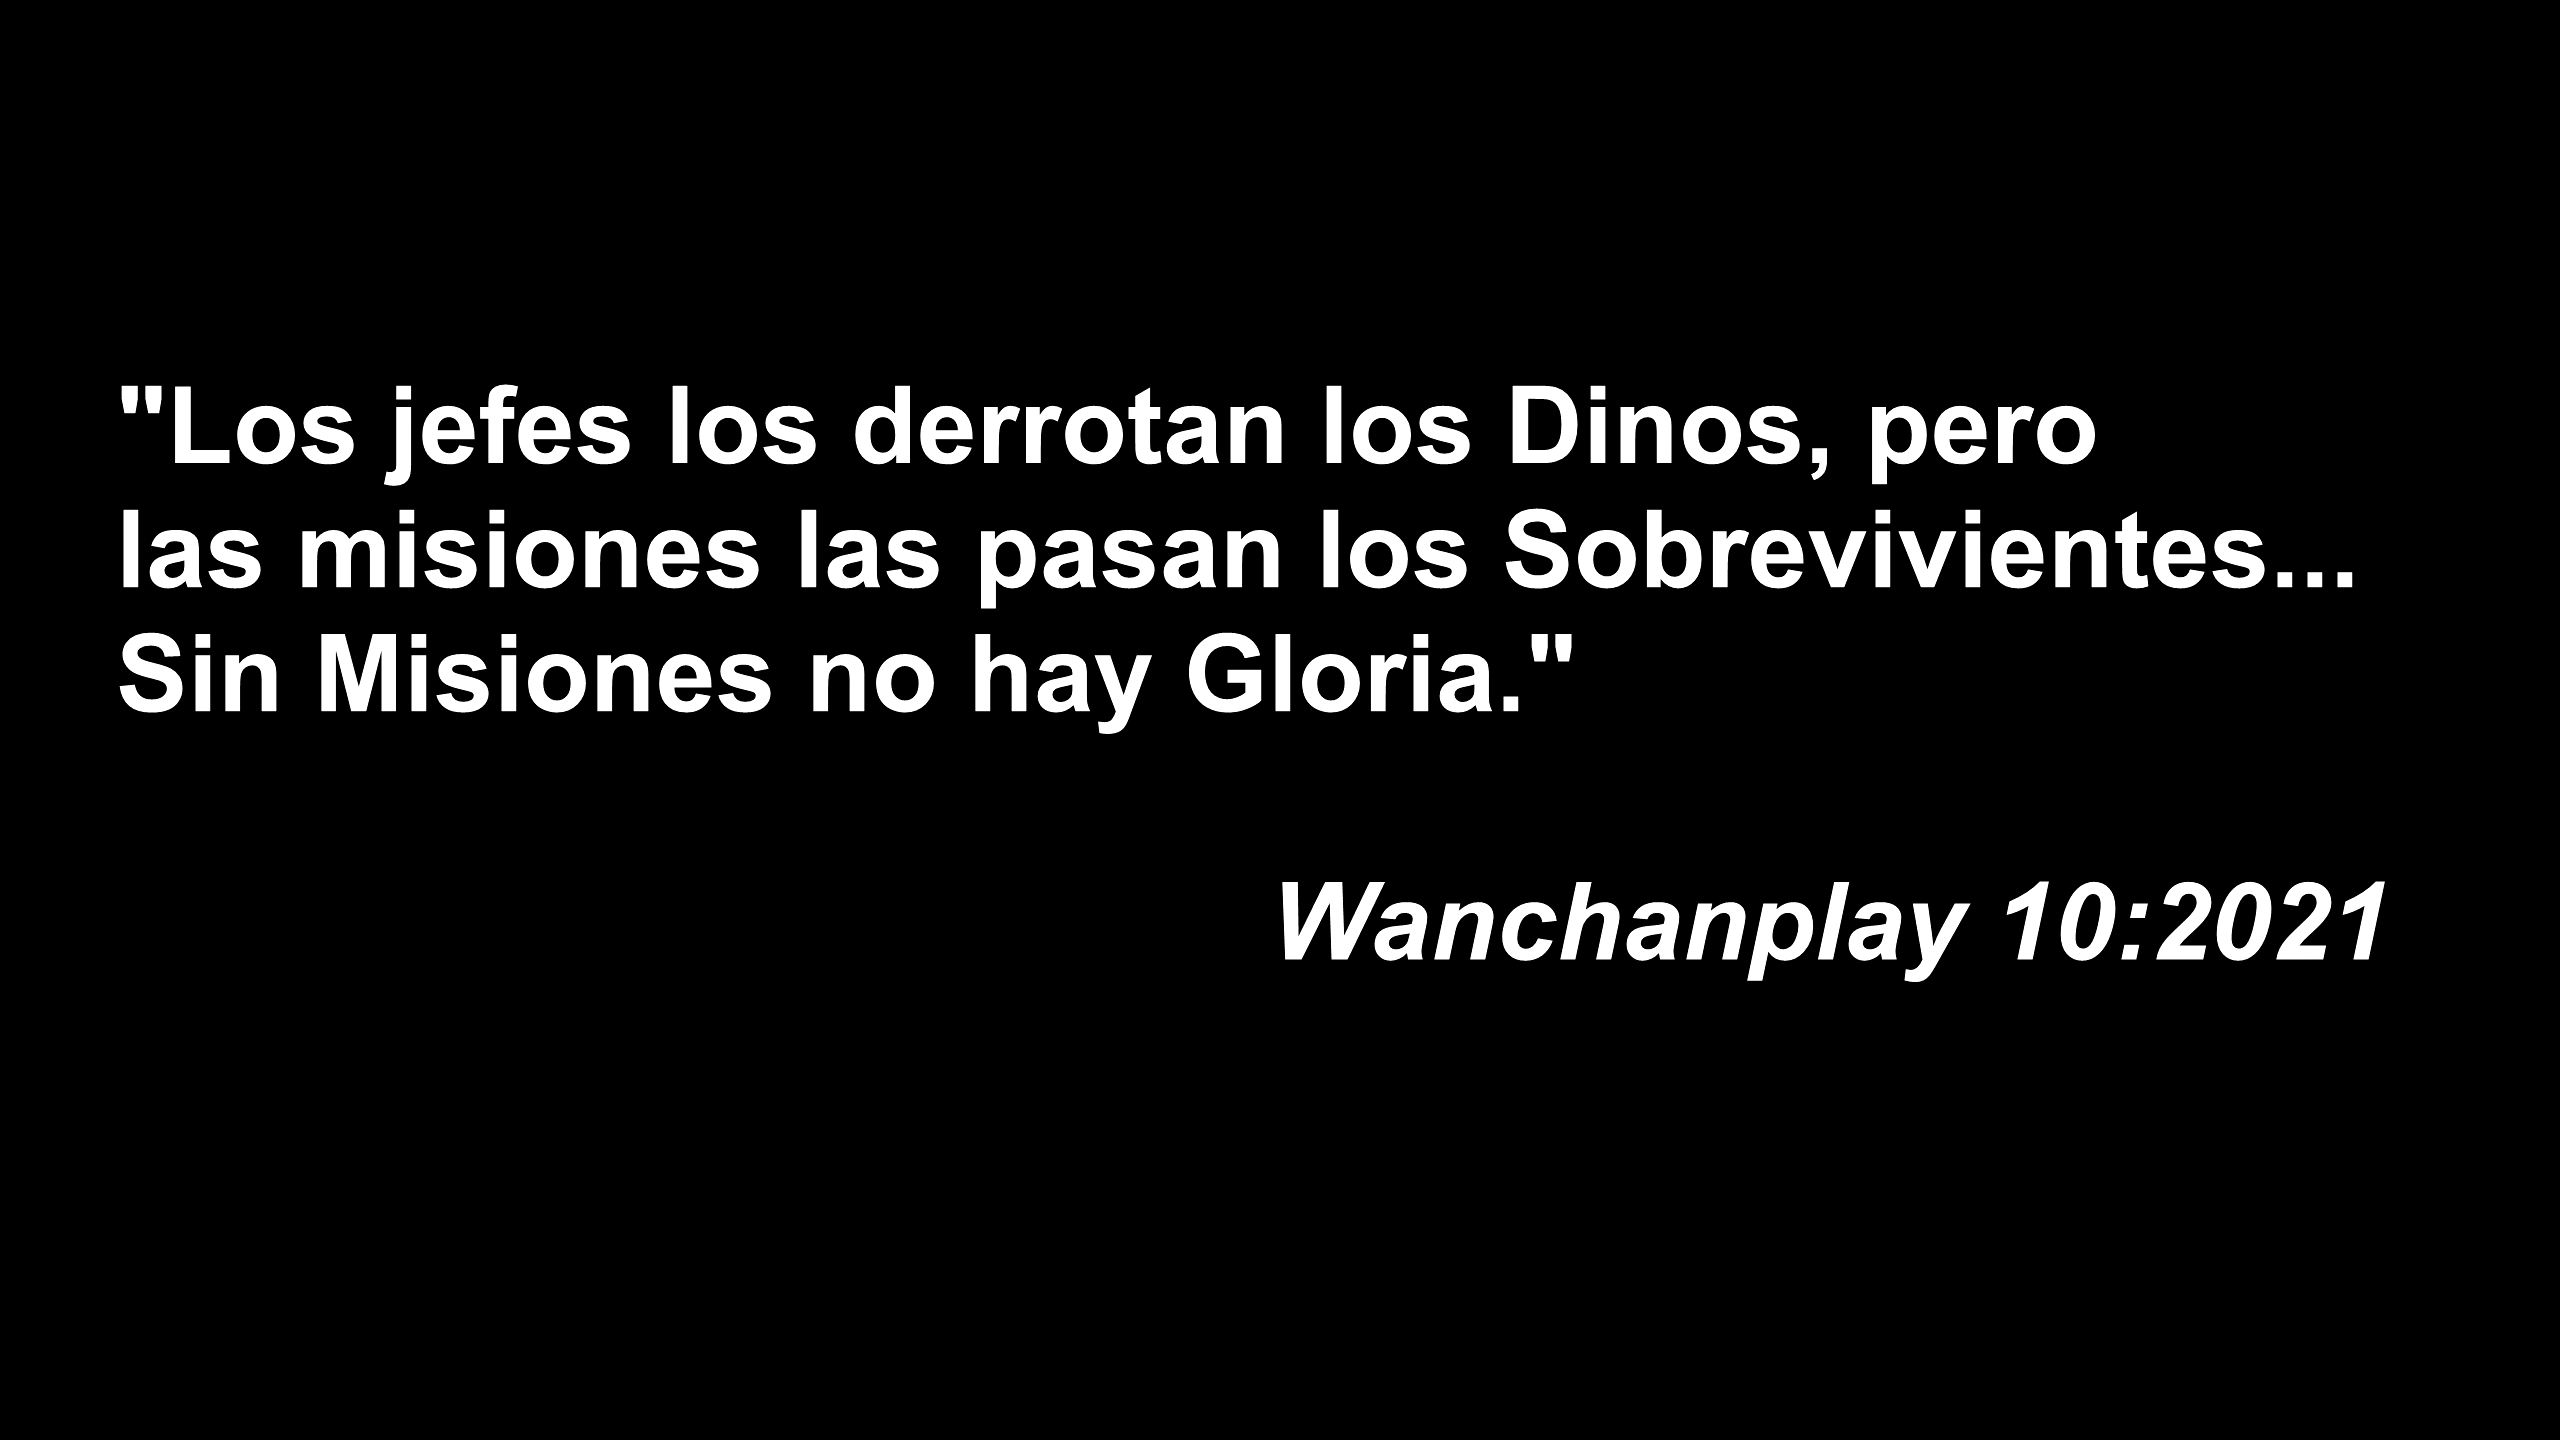 "Los jefes los derrotan los Dinos, pero
las misiones las pasan los Sobrevivientes...
Sin Misiones no hay Gloria."
Wanchanplay 10:2021